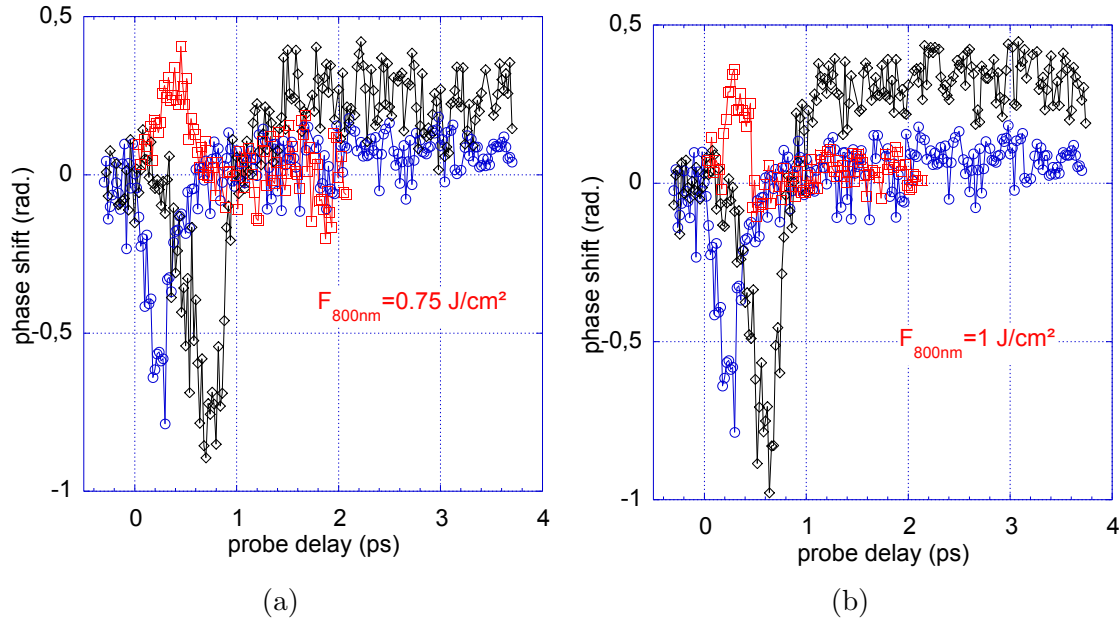 0,5
0
-0,5
-1
phase shift (rad.)
F800nm=0.75 J/cm²
0 1 2 3 4
probe delay (ps)
(a)
0,5
0
-0,5
-1
phase shift (rad.)
F800nm=1 J/cm²
0 1 2 3 4
probe delay (ps)
(b)